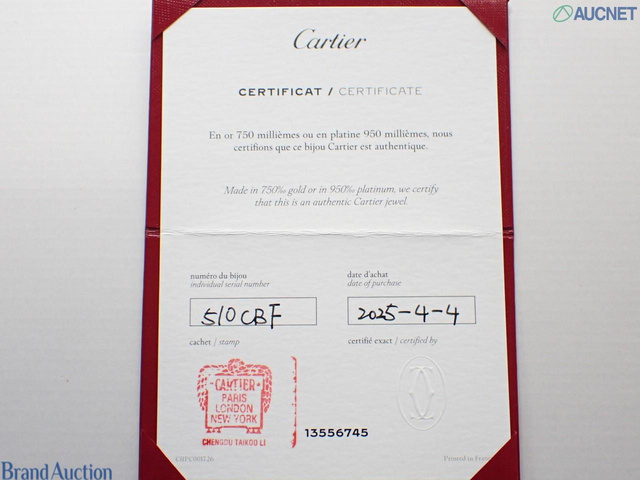 AUCNET
Cartier
CERTIFICAT / CERTIFICATE
En or 750 millièmes ou en platine 950 millièmes, nous
certifions que ce bijou Cartier est authentique.
Made in 750‰ gold or in 950‰ platinum, we certify
that this is an authentic Cartier jewel.
numéro du bijou
individual serial number
date d'achat
date of purchase
510CBF
2025-4-4
cachet / stamp
certifié exact / certified by
CARTIER
PARIS
LONDON
NEW YORK
CHENGDU TAIKOO LI
13556745
Printed in
Brand Auction